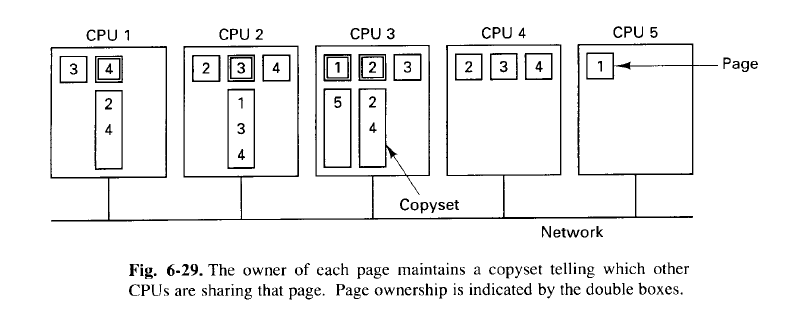 CPU 1 CPU 2 CPU 3 CPU 4 CPU 5
3 4 2 3 4 1 2 3 2 3 4 1 Page
2 1 5 2
4 3 4
4
Copyset
Network
Fig. 6-29. The owner of each page maintains a copyset telling which other
CPUs are sharing that page. Page ownership is indicated by the double boxes.